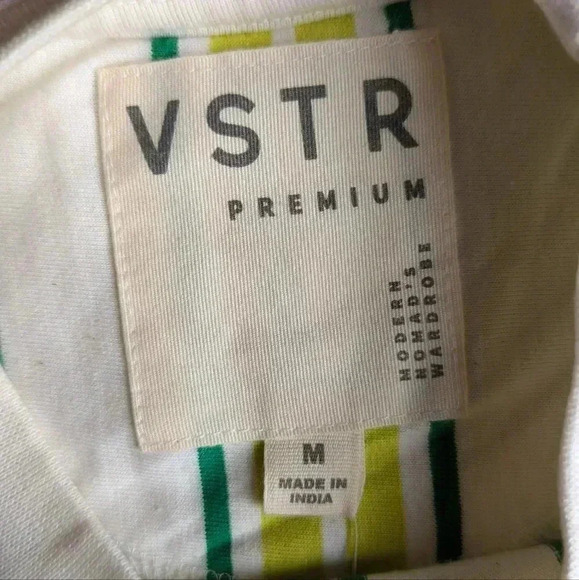 VSTR
PREMIUM
MODERN
NOMAD'S
WARDROBE
M
MADE IN
INDIA